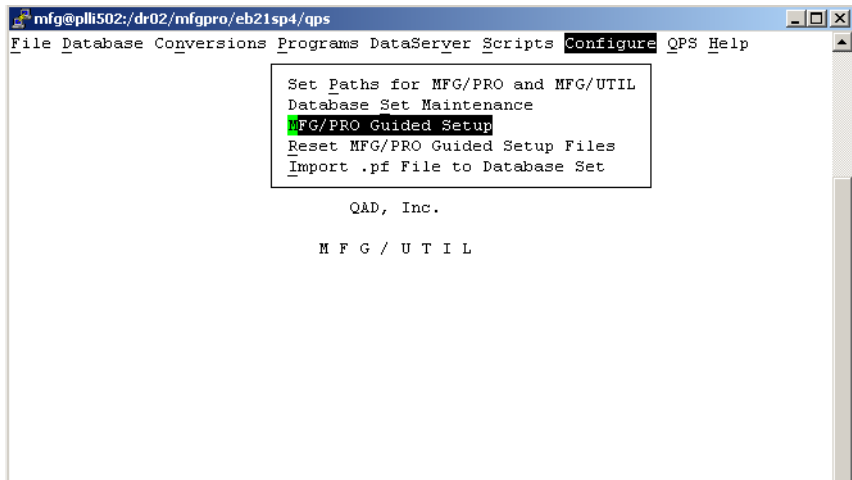 mfg@plli502:/dr02/mfgpro/eb21sp4/qps
File Database Conversions Programs DataServer Scripts Configure QPS Help
Set Paths for MFG/PRO and MFG/UTIL
Database Set Maintenance
MFG/PRO Guided Setup
Reset MFG/PRO Guided Setup Files
Import .pf File to Database Set
QAD, Inc.
M F G / U T I L